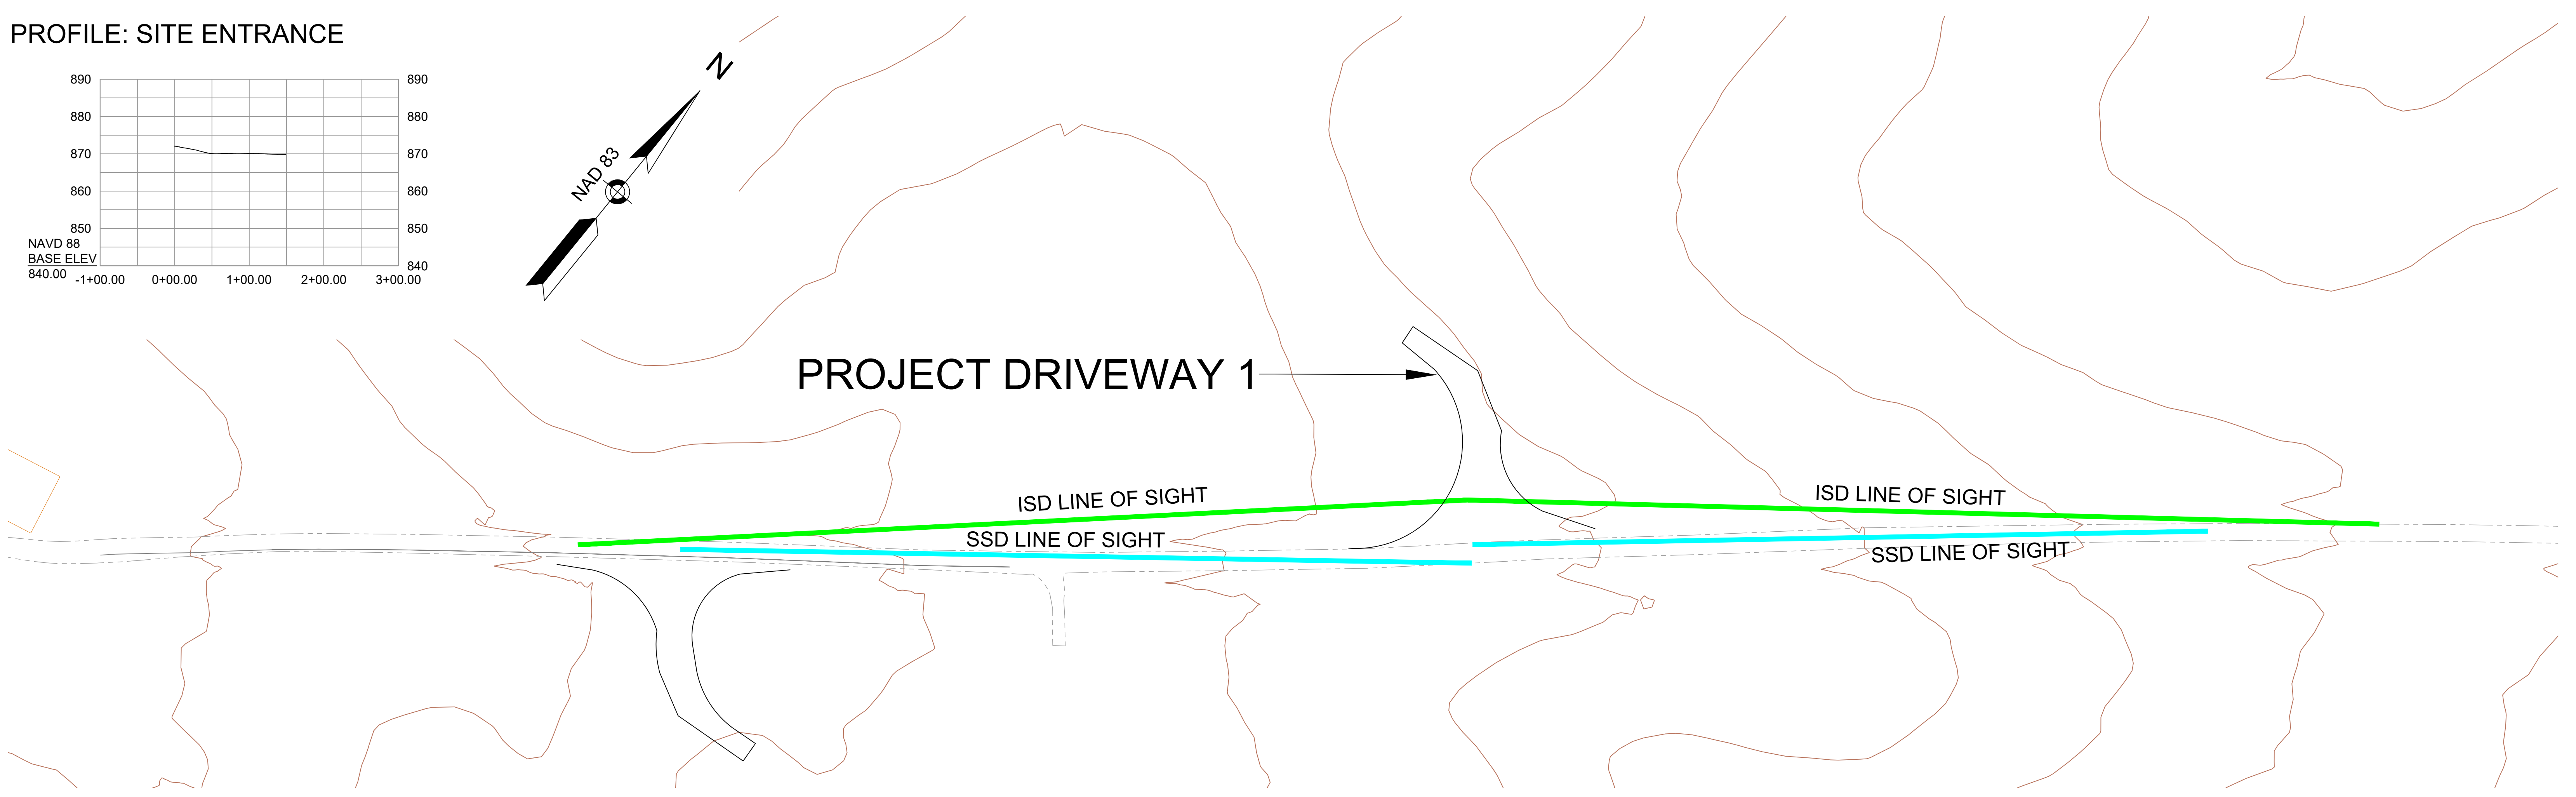 PROFILE: SITE ENTRANCE
890 890
880 880
870 870
860 860
850 850
NAVD 88
BASE ELEV
840.00
840
-1+00.00 0+00.00 1+00.00 2+00.00 3+00.00
N
NAD 83
PROJECT DRIVEWAY 1
ISD LINE OF SIGHT
ISD LINE OF SIGHT
SSD LINE OF SIGHT
SSD LINE OF SIGHT